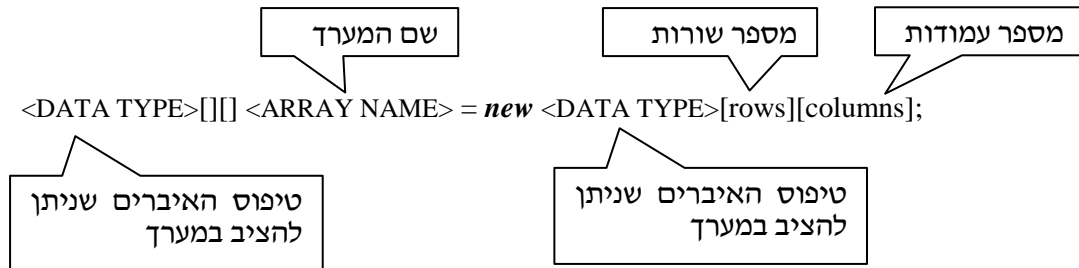 שם המערך
מספר שורות
מספר עמודות
<DATA TYPE>[][] <ARRAY NAME> = new <DATA TYPE>[rows][columns];
טיפוס האיברים שניתן
להציב במערך
טיפוס האיברים שניתן
להציב במערך